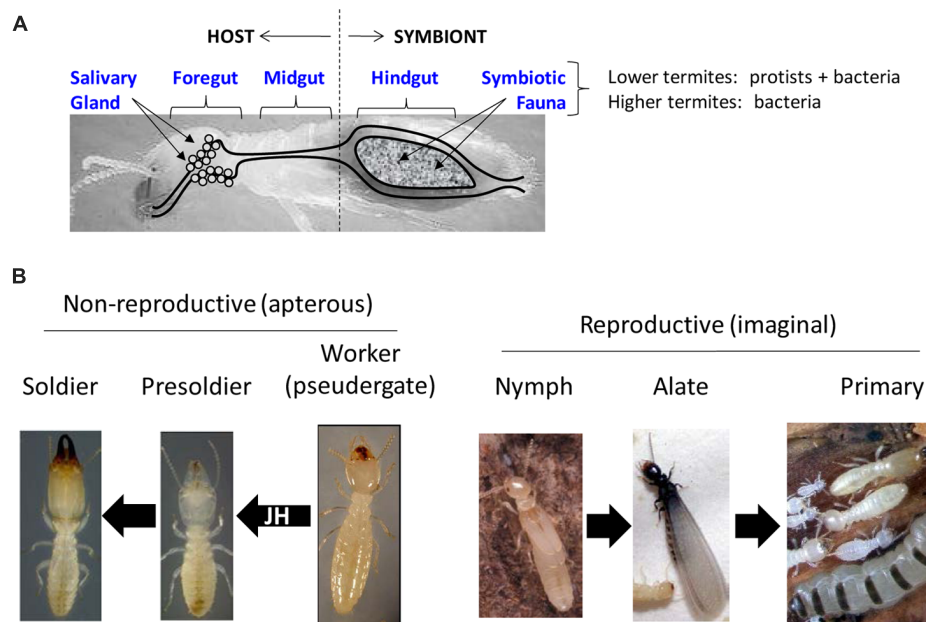 A
HOST
SYMBIONT
Salivary
Gland
Foregut
Midgut
Hindgut
Symbiotic
Fauna
Lower termites: protists + bacteria
Higher termites: bacteria
B
Non-reproductive (apterous)
Reproductive (imaginal)
Soldier
Presoldier
Worker
(pseudergate)
Nymph
Alate
Primary
JH